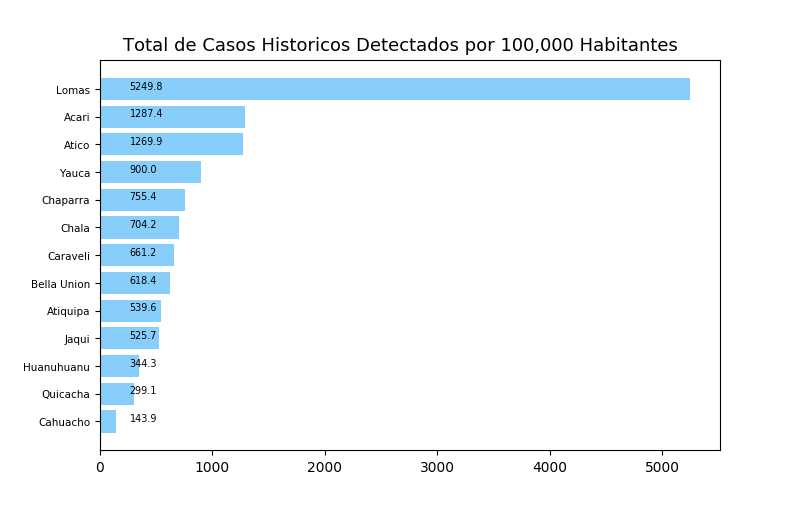 Total de Casos Historicos Detectados por 100,000 Habitantes
Lomas 5249.8
Acari 1287.4
Atico 1269.9
Yauca 900.0
Chaparra 755.4
Chala 704.2
Caraveli 661.2
Bella Union 618.4
Atiquipa 539.6
Jaqui 525.7
Huanuhuanu 344.3
Quicacha 299.1
Cahuacho 143.9
0 1000 2000 3000 4000 5000